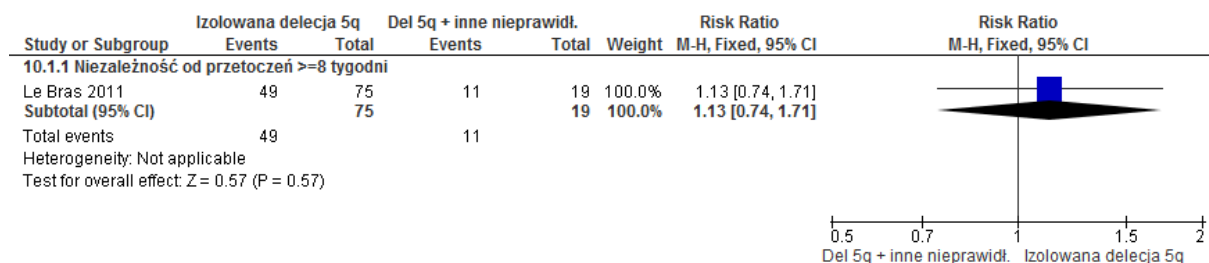 Izolowana delecja 5q Del 5q + inne nieprawidł. Risk Ratio Risk Ratio
Study or Subgroup Events Total Events Total Weight M-H, Fixed, 95% CI M-H, Fixed, 95% CI
10.1.1 Niezależność od przetoczeń >=8 tygodni
Le Bras 2011 49 75 11 19 100.0% 1.13 [0.74, 1.71]
Subtotal (95% CI) 75 19 100.0% 1.13 [0.74, 1.71]
Total events 49 11
Heterogeneity: Not applicable
Test for overall effect: Z = 0.57 (P = 0.57)
0.5 0.7 1 1.5 2
Del 5q + inne nieprawidł. Izolowana delecja 5q